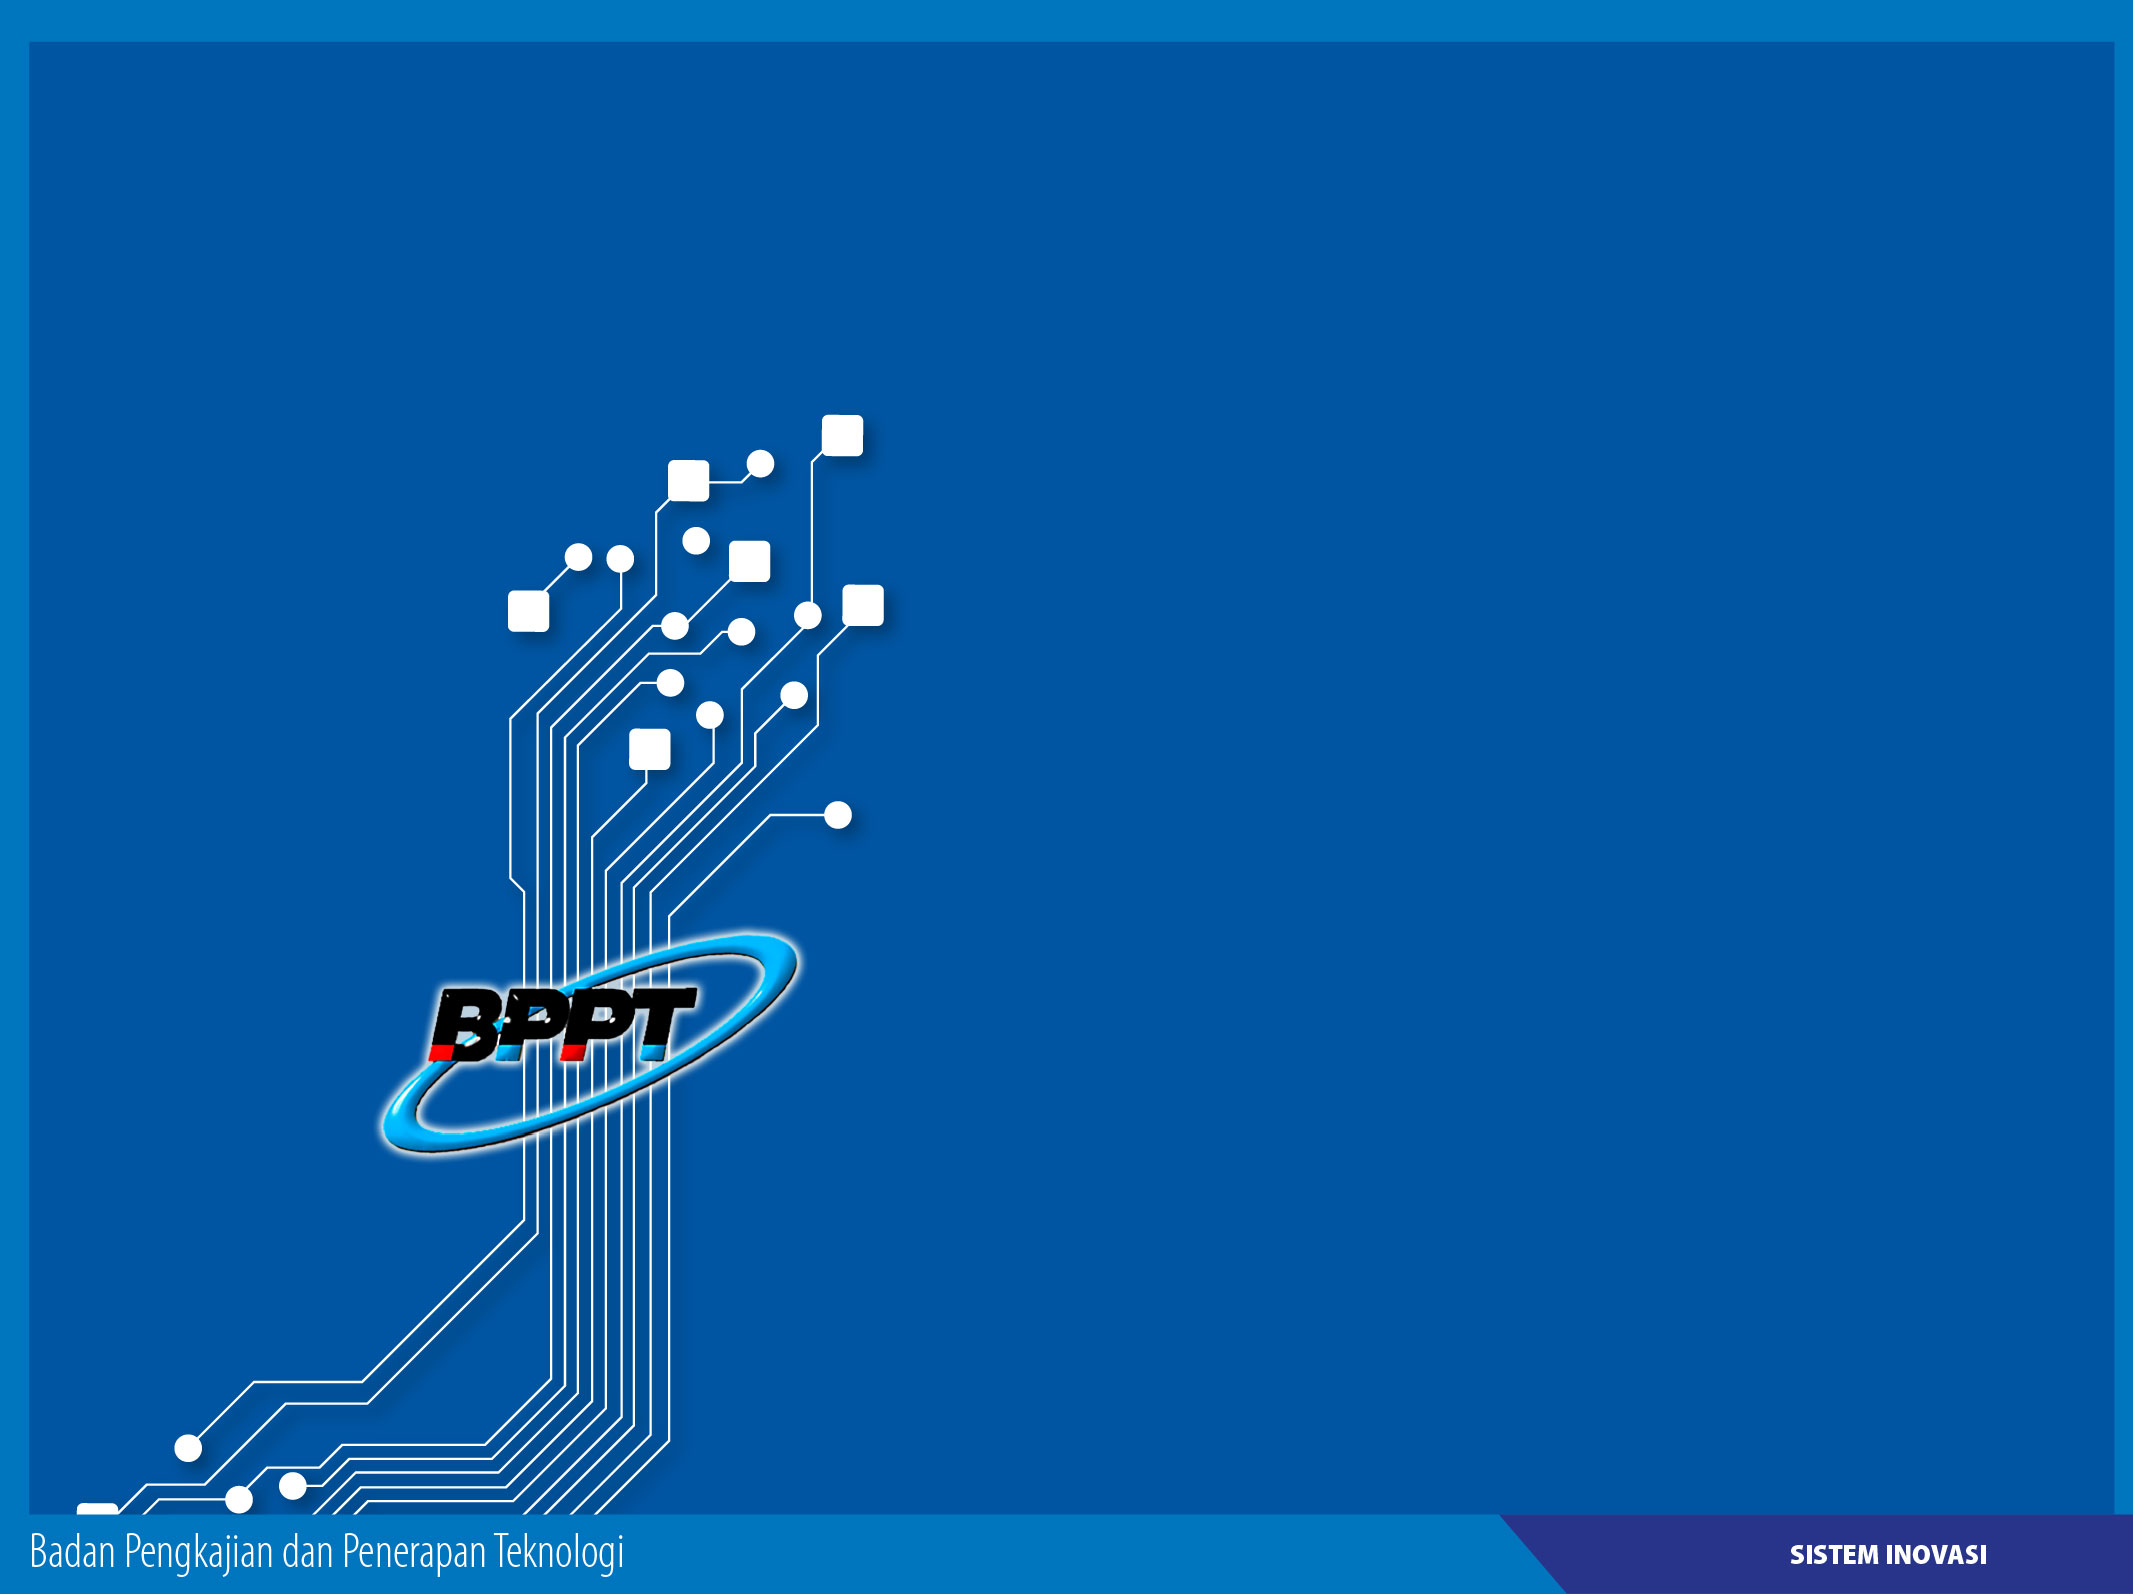 BPPT
Badan Pengkajian dan Penerapan Teknologi
SISTEM INOVASI